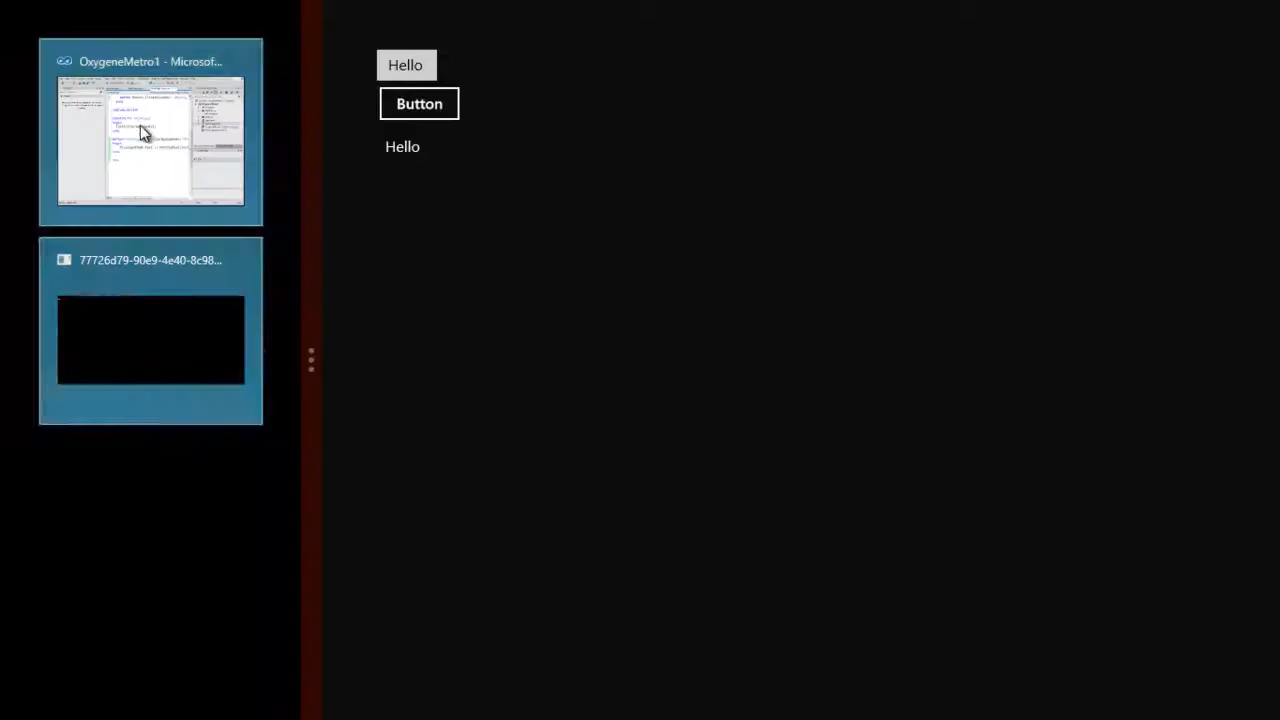 OxygeneMetro1 - Microsof...
77726d79-90e9-4e40-8c98...
Hello
Button
Hello